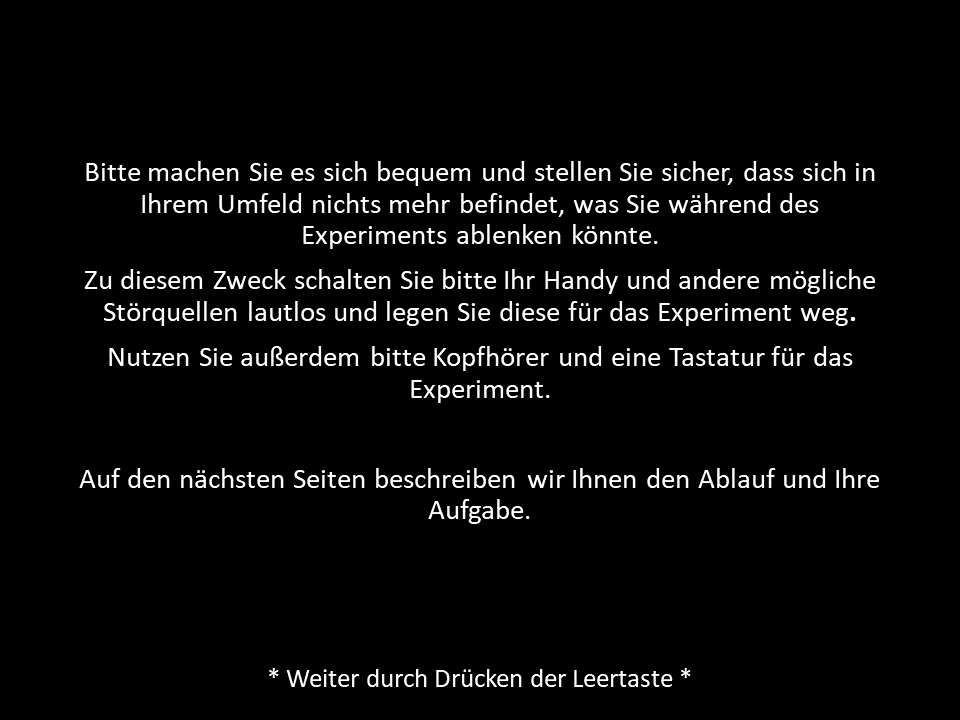 Bitte machen Sie es sich bequem und stellen Sie sicher, dass sich in
Ihrem Umfeld nichts mehr befindet, was Sie während des
Experiments ablenken könnte.
Zu diesem Zweck schalten Sie bitte Ihr Handy und andere mögliche
Störquellen lautlos und legen Sie diese für das Experiment weg.
Nutzen Sie außerdem bitte Kopfhörer und eine Tastatur für das
Experiment.
Auf den nächsten Seiten beschreiben wir Ihnen den Ablauf und Ihre
Aufgabe.
* Weiter durch Drücken der Leertaste *